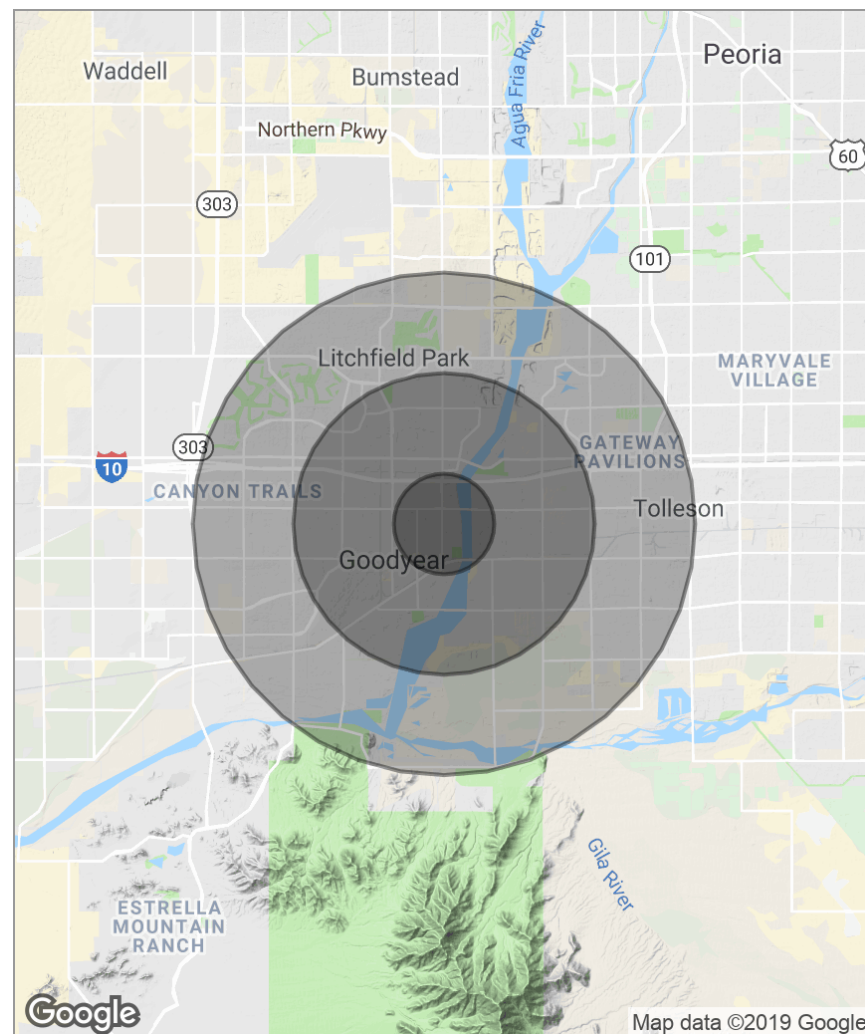 Peoria
Waddell
Bumstead
Agua Fria River
Northern Pkwy
60
303
101
Litchfield Park
MARYVALE
VILLAGE
303
GATEWAY
PAVILIONS
10
CANYON TRAILS
Tolleson
Goodyear
Gila River
ESTRELLA
MOUNTAIN
RANCH
Google
Map data ©2019 Google